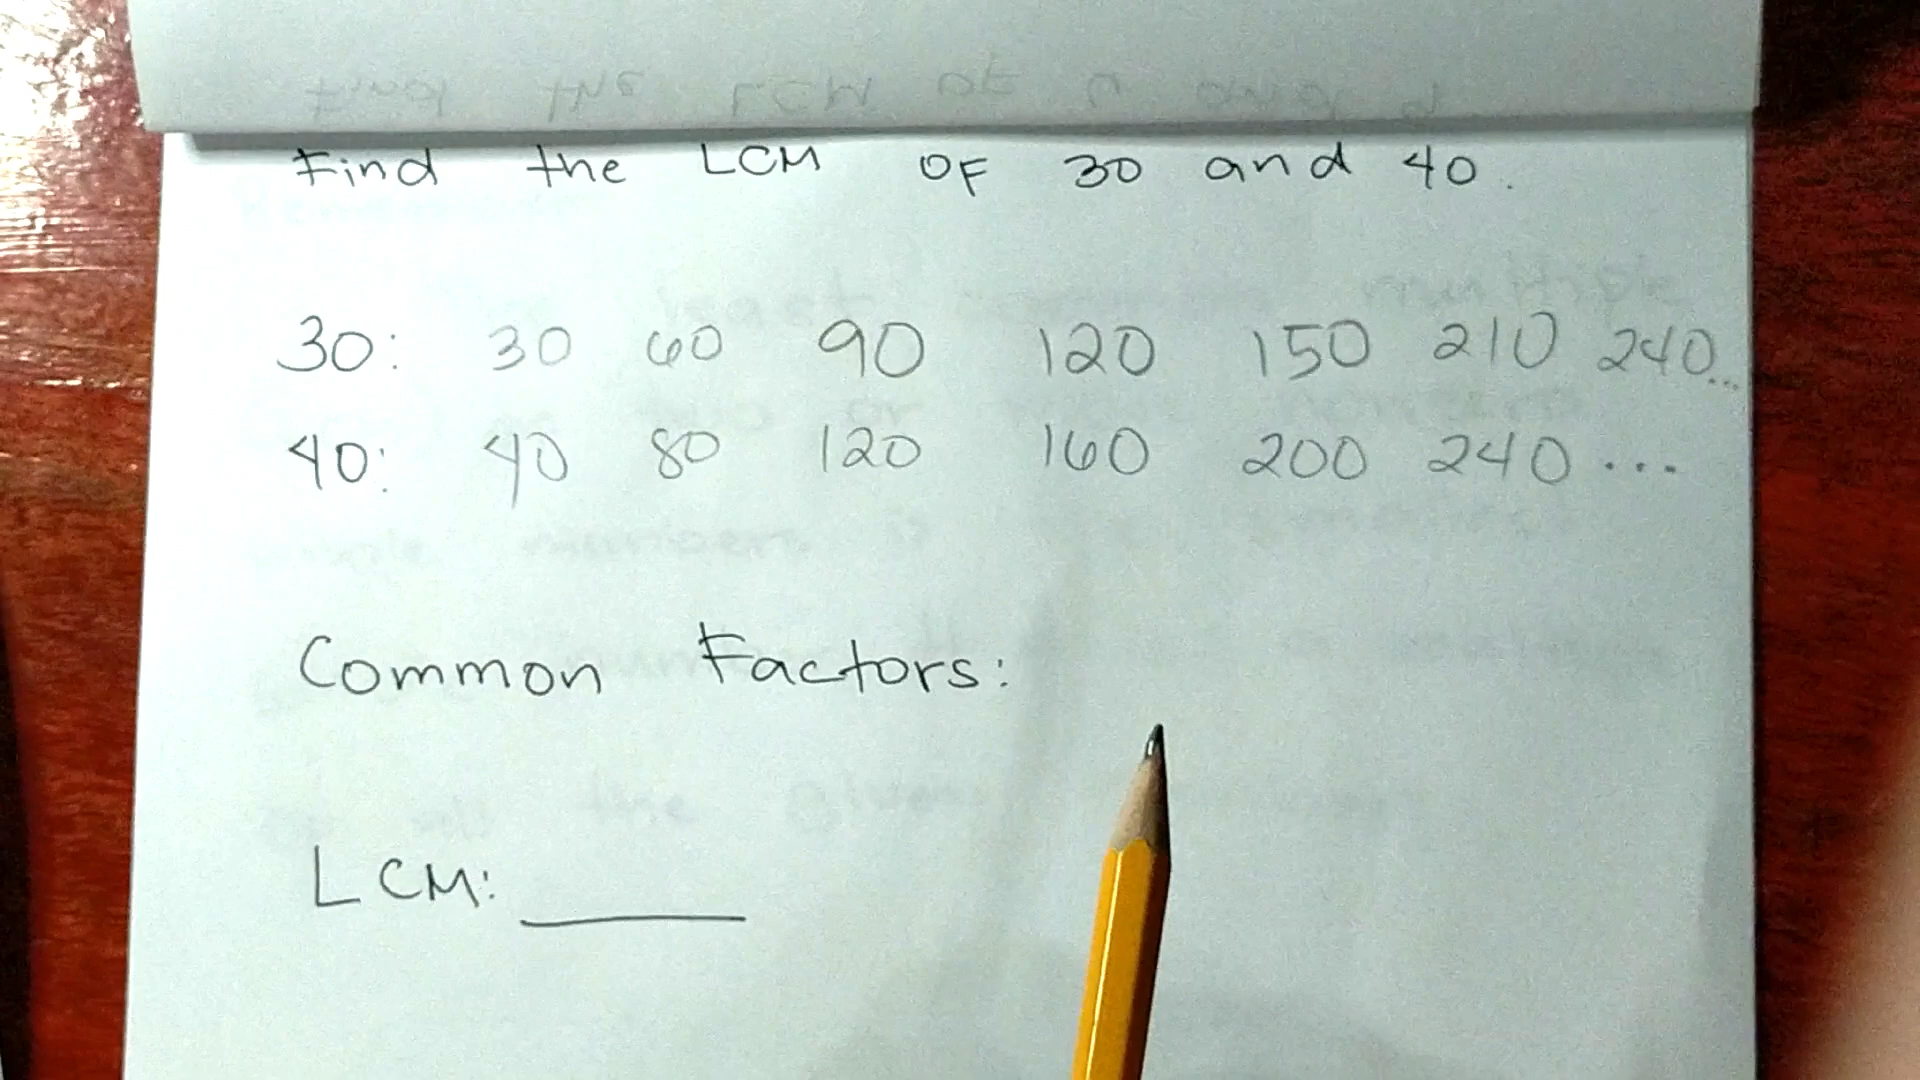 Find the LCM OF 30 and 40.
30: 30 60 90 120 150 210 240...
40: 40 80 120 160 200 240 ...
Common Factors:
LCM: ______